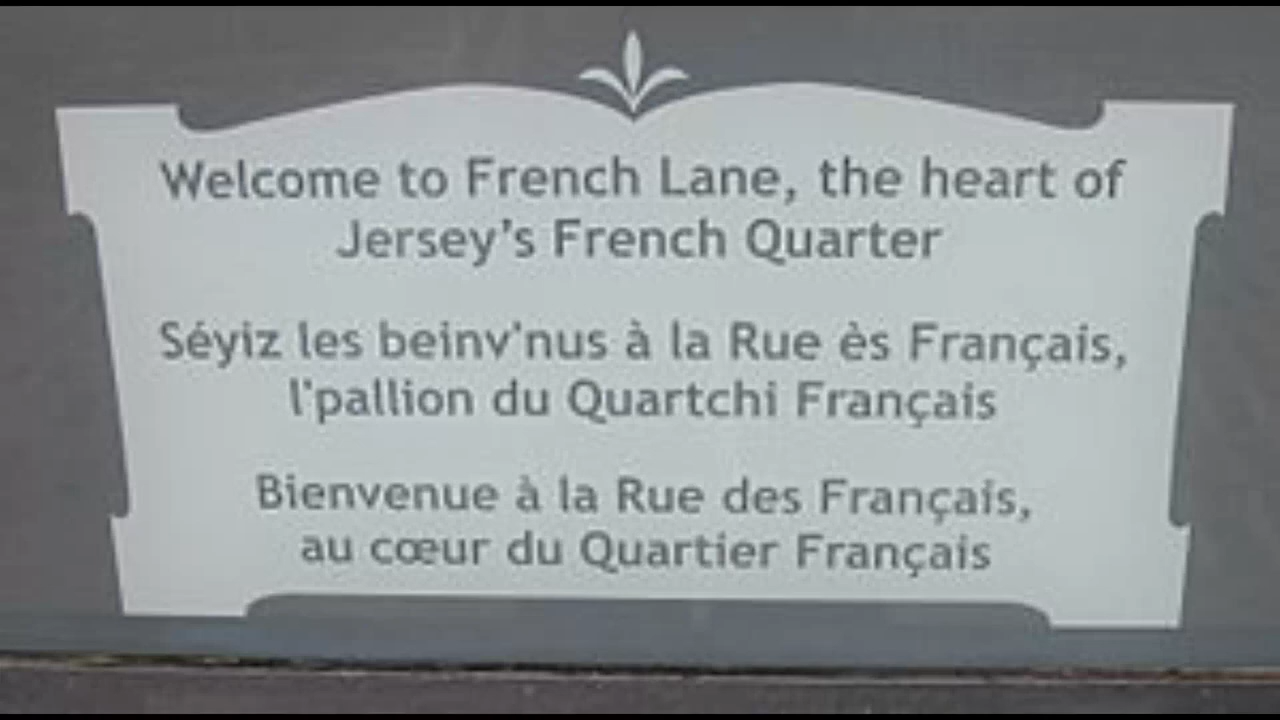 Welcome to French Lane, the heart of
Jersey’s French Quarter
Séyiz les beinv'nus à la Rue ès Français,
l'pallion du Quartchi Français
Bienvenue à la Rue des Français,
au cœur du Quartier Français